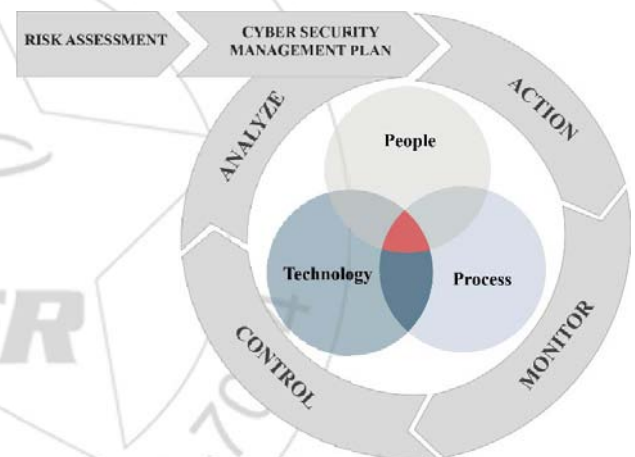 RISK ASSESSMENT
CYBER SECURITY
MANAGEMENT PLAN
ACTION
ANALYZE
People
Technology
Process
MONITOR
CONTROL